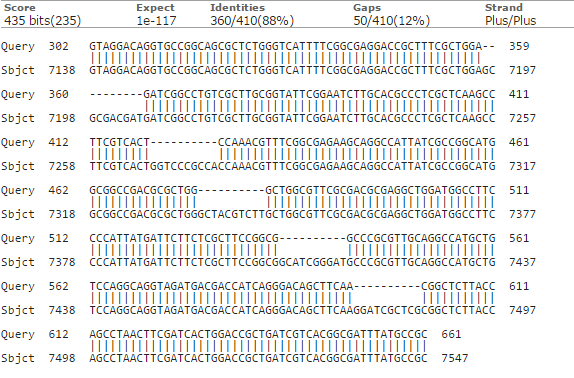 Score Expect Identities Gaps Strand
435 bits(235) 1e-117 360/410(88%) 50/410(12%) Plus/Plus
Query 302 GTAGGACAGGTGCCGGCAGCGCTCTGGGTCATTTTCGGCGAGGACCGCTTTCGCTGGA-- 359
Sbjct 7138 GTAGGACAGGTGCCGGCAGCGCTCTGGGTCATTTTCGGCGAGGACCGCTTTCGCTGGAGC 7197
Query 360 --------GATCGGCCTGTCGCTTGCGGTATTCGGAATCTTGCACGCCCTCGCTCAAGCC 411
Sbjct 7198 GCGACGATGATCGGCCTGTCGCTTGCGGTATTCGGAATCTTGCACGCCCTCGCTCAAGCC 7257
Query 412 TTCGTCACT----------CCAAACGTTTCGGCGAGAAGCAGGCCATTATCGCCGGCATG 461
Sbjct 7258 TTCGTCACTGGTCCCGCCACCAAACGTTTCGGCGAGAAGCAGGCCATTATCGCCGGCATG 7317
Query 462 GCGGCCGACGCGCTGG----------GCTGGCGTTCGCGACGCGAGGCTGGATGGCCTTC 511
Sbjct 7318 GCGGCCGACGCGCTGGGCTACGTCTTGCTGGCGTTCGCGACGCGAGGCTGGATGGCCTTC 7377
Query 512 CCCATTATGATTCTTCTCGCTTCCGGCG----------GCCCGCGTTGCAGGCCATGCTG 561
Sbjct 7378 CCCATTATGATTCTTCTCGCTTCCGGCGGCATCGGGATGCCCGCGTTGCAGGCCATGCTG 7437
Query 562 TCCAGGCAGGTAGATGACGACCATCAGGGACAGCTTCAA----------CGGCTCTTACC 611
Sbjct 7438 TCCAGGCAGGTAGATGACGACCATCAGGGACAGCTTCAAGGATCGCTCGCGGCTCTTACC 7497
Query 612 AGCCTAACTTCGATCACTGGACCGCTGATCGTCACGGCGATTTATGCCGC 661
Sbjct 7498 AGCCTAACTTCGATCACTGGACCGCTGATCGTCACGGCGATTTATGCCGC 7547